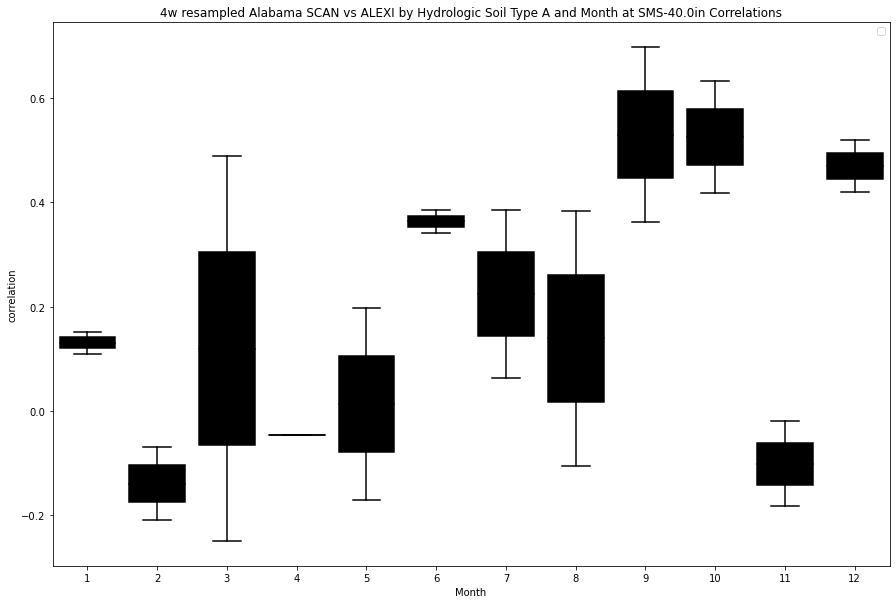 4w resampled Alabama SCAN vs ALEXI by Hydrologic Soil Type A and Month at SMS-40.0in Correlations
correlation
0.6
0.4
0.2
0.0
−0.2
1 2 3 4 5 6 7 8 9 10 11 12
Month